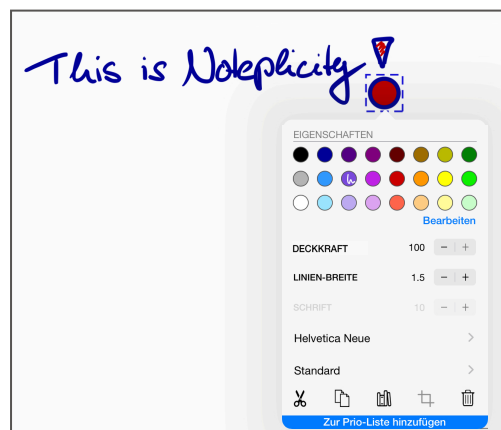 This is Noteplicity!
EIGENSCHAFTEN
Bearbeiten
DECKKRAFT 100 − +
LINIEN-BREITE 1.5 − +
SCHRIFT 10 − +
Helvetica Neue >
Standard >
Zur Prio-Liste hinzufügen